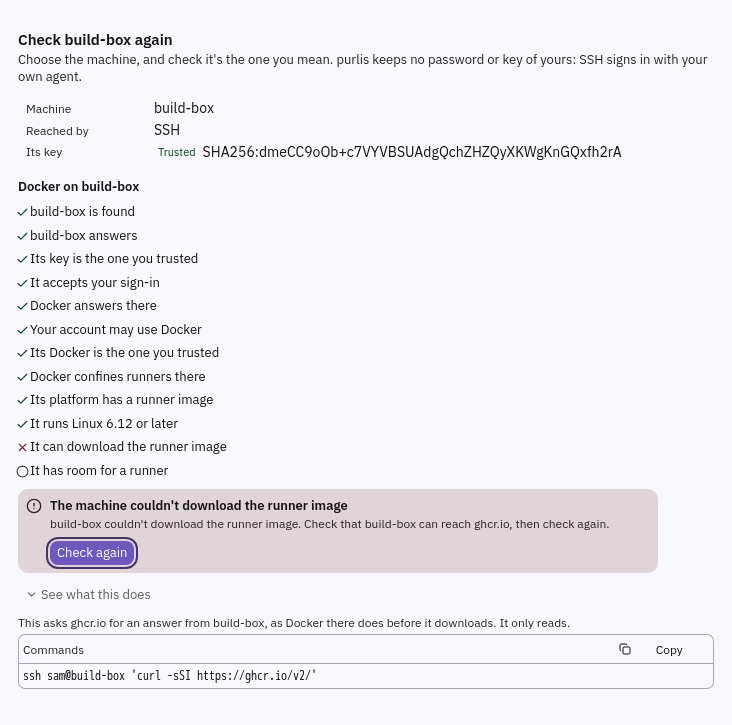 Check build-box again
Choose the machine, and check it's the one you mean. purlis keeps no password or key of yours: SSH signs in with your
own agent.
Machine build-box
Reached by SSH
Its key Trusted SHA256:dmeCC9oOb+c7VYVBSUAdgQchZHZQyXKWgKnGQxfh2rA
Docker on build-box
build-box is found
build-box answers
Its key is the one you trusted
It accepts your sign-in
Docker answers there
Your account may use Docker
Its Docker is the one you trusted
Docker confines runners there
Its platform has a runner image
It runs Linux 6.12 or later
It can download the runner image
It has room for a runner
The machine couldn't download the runner image
build-box couldn't download the runner image. Check that build-box can reach ghcr.io, then check again.
Check again
See what this does
This asks ghcr.io for an answer from build-box, as Docker there does before it downloads. It only reads.
Commands Copy
ssh sam@build-box 'curl -sSI https://ghcr.io/v2/'